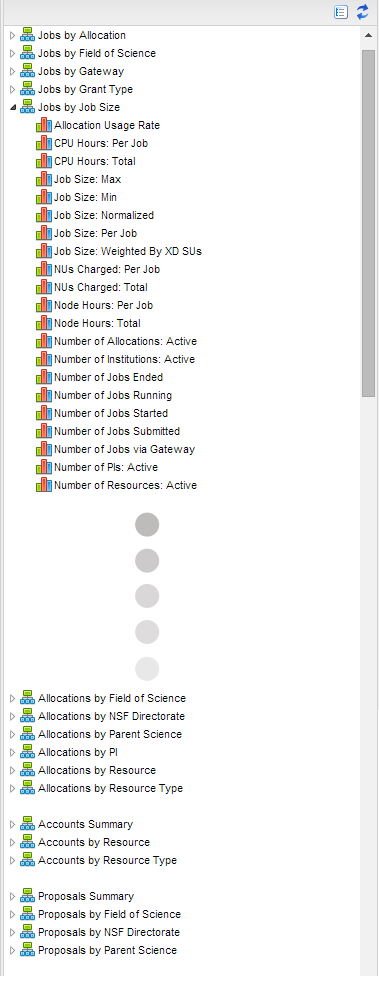 Jobs by Allocation
Jobs by Field of Science
Jobs by Gateway
Jobs by Grant Type
Jobs by Job Size
Allocation Usage Rate
CPU Hours: Per Job
CPU Hours: Total
Job Size: Max
Job Size: Min
Job Size: Normalized
Job Size: Per Job
Job Size: Weighted By XD SUs
NUs Charged: Per Job
NUs Charged: Total
Node Hours: Per Job
Node Hours: Total
Number of Allocations: Active
Number of Institutions: Active
Number of Jobs Ended
Number of Jobs Running
Number of Jobs Started
Number of Jobs Submitted
Number of Jobs via Gateway
Number of PIs: Active
Number of Resources: Active
Allocations by Field of Science
Allocations by NSF Directorate
Allocations by Parent Science
Allocations by PI
Allocations by Resource
Allocations by Resource Type
Accounts Summary
Accounts by Resource
Accounts by Resource Type
Proposals Summary
Proposals by Field of Science
Proposals by NSF Directorate
Proposals by Parent Science